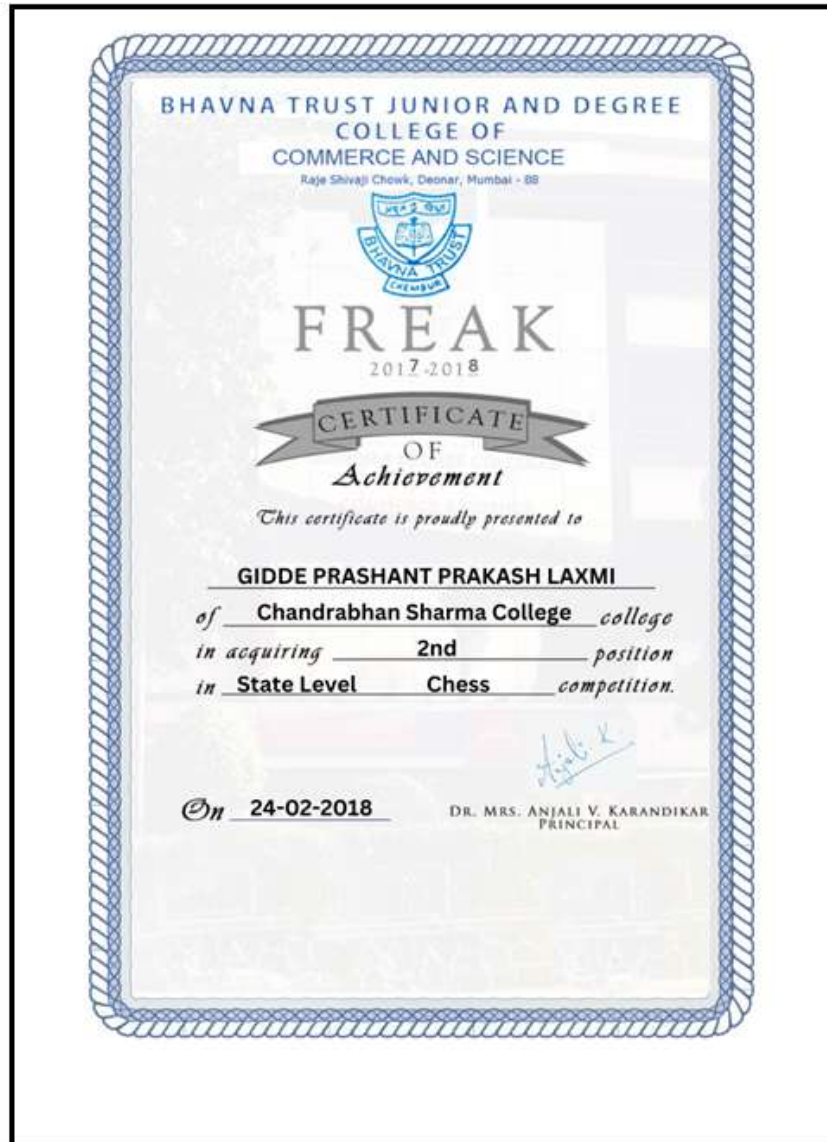 BHAVNA TRUST JUNIOR AND DEGREE
COLLEGE OF
COMMERCE AND SCIENCE
Raje Shivaji Chowk, Deonar, Mumbai - 88
BHAVNA TRUST
CHEMBUR
FREAK
2017-2018
CERTIFICATE
OF
Achievement
This certificate is proudly presented to
GIDDE PRASHANT PRAKASH LAXMI
of Chandrabhan Sharma College college
in acquiring 2nd position
in State Level Chess competition.
Anjali K.
On 24-02-2018
DR. MRS. ANJALI V. KARANDIKAR
PRINCIPAL